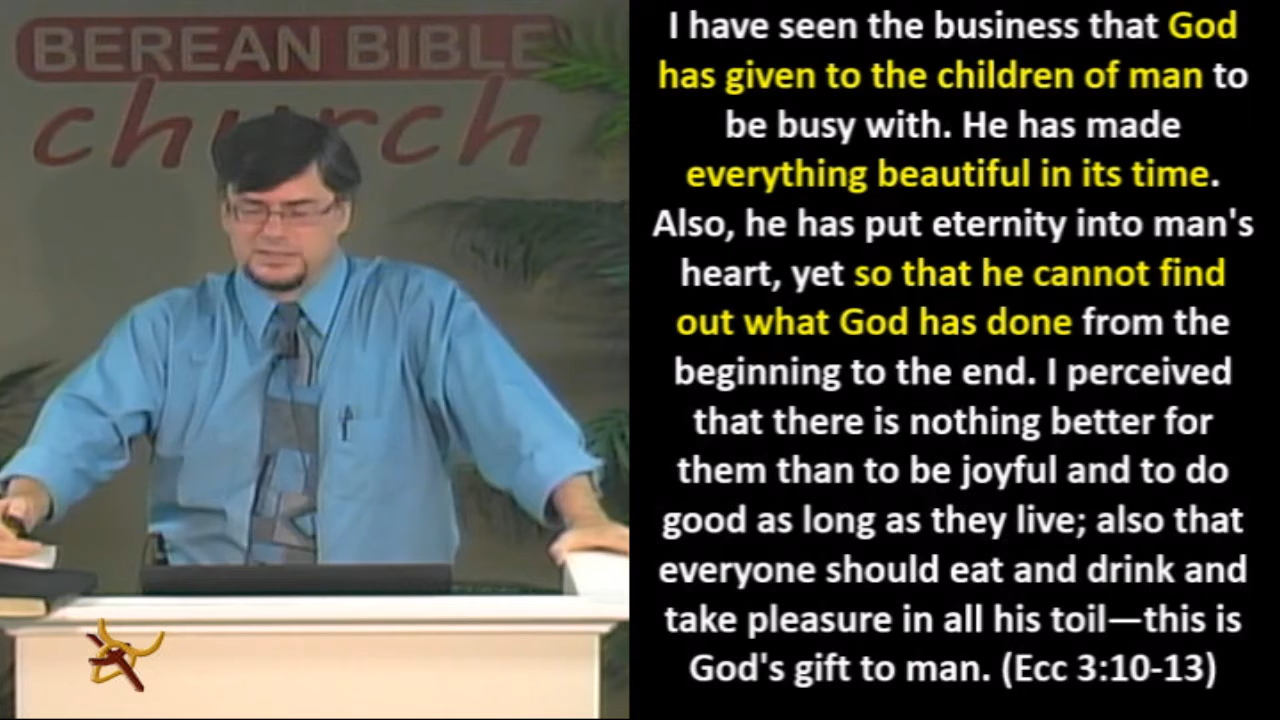 BEREAN BIBLE
church
I have seen the business that God
has given to the children of man to
be busy with. He has made
everything beautiful in its time.
Also, he has put eternity into man's
heart, yet so that he cannot find
out what God has done from the
beginning to the end. I perceived
that there is nothing better for
them than to be joyful and to do
good as long as they live; also that
everyone should eat and drink and
take pleasure in all his toil—this is
God's gift to man. (Ecc 3:10-13)